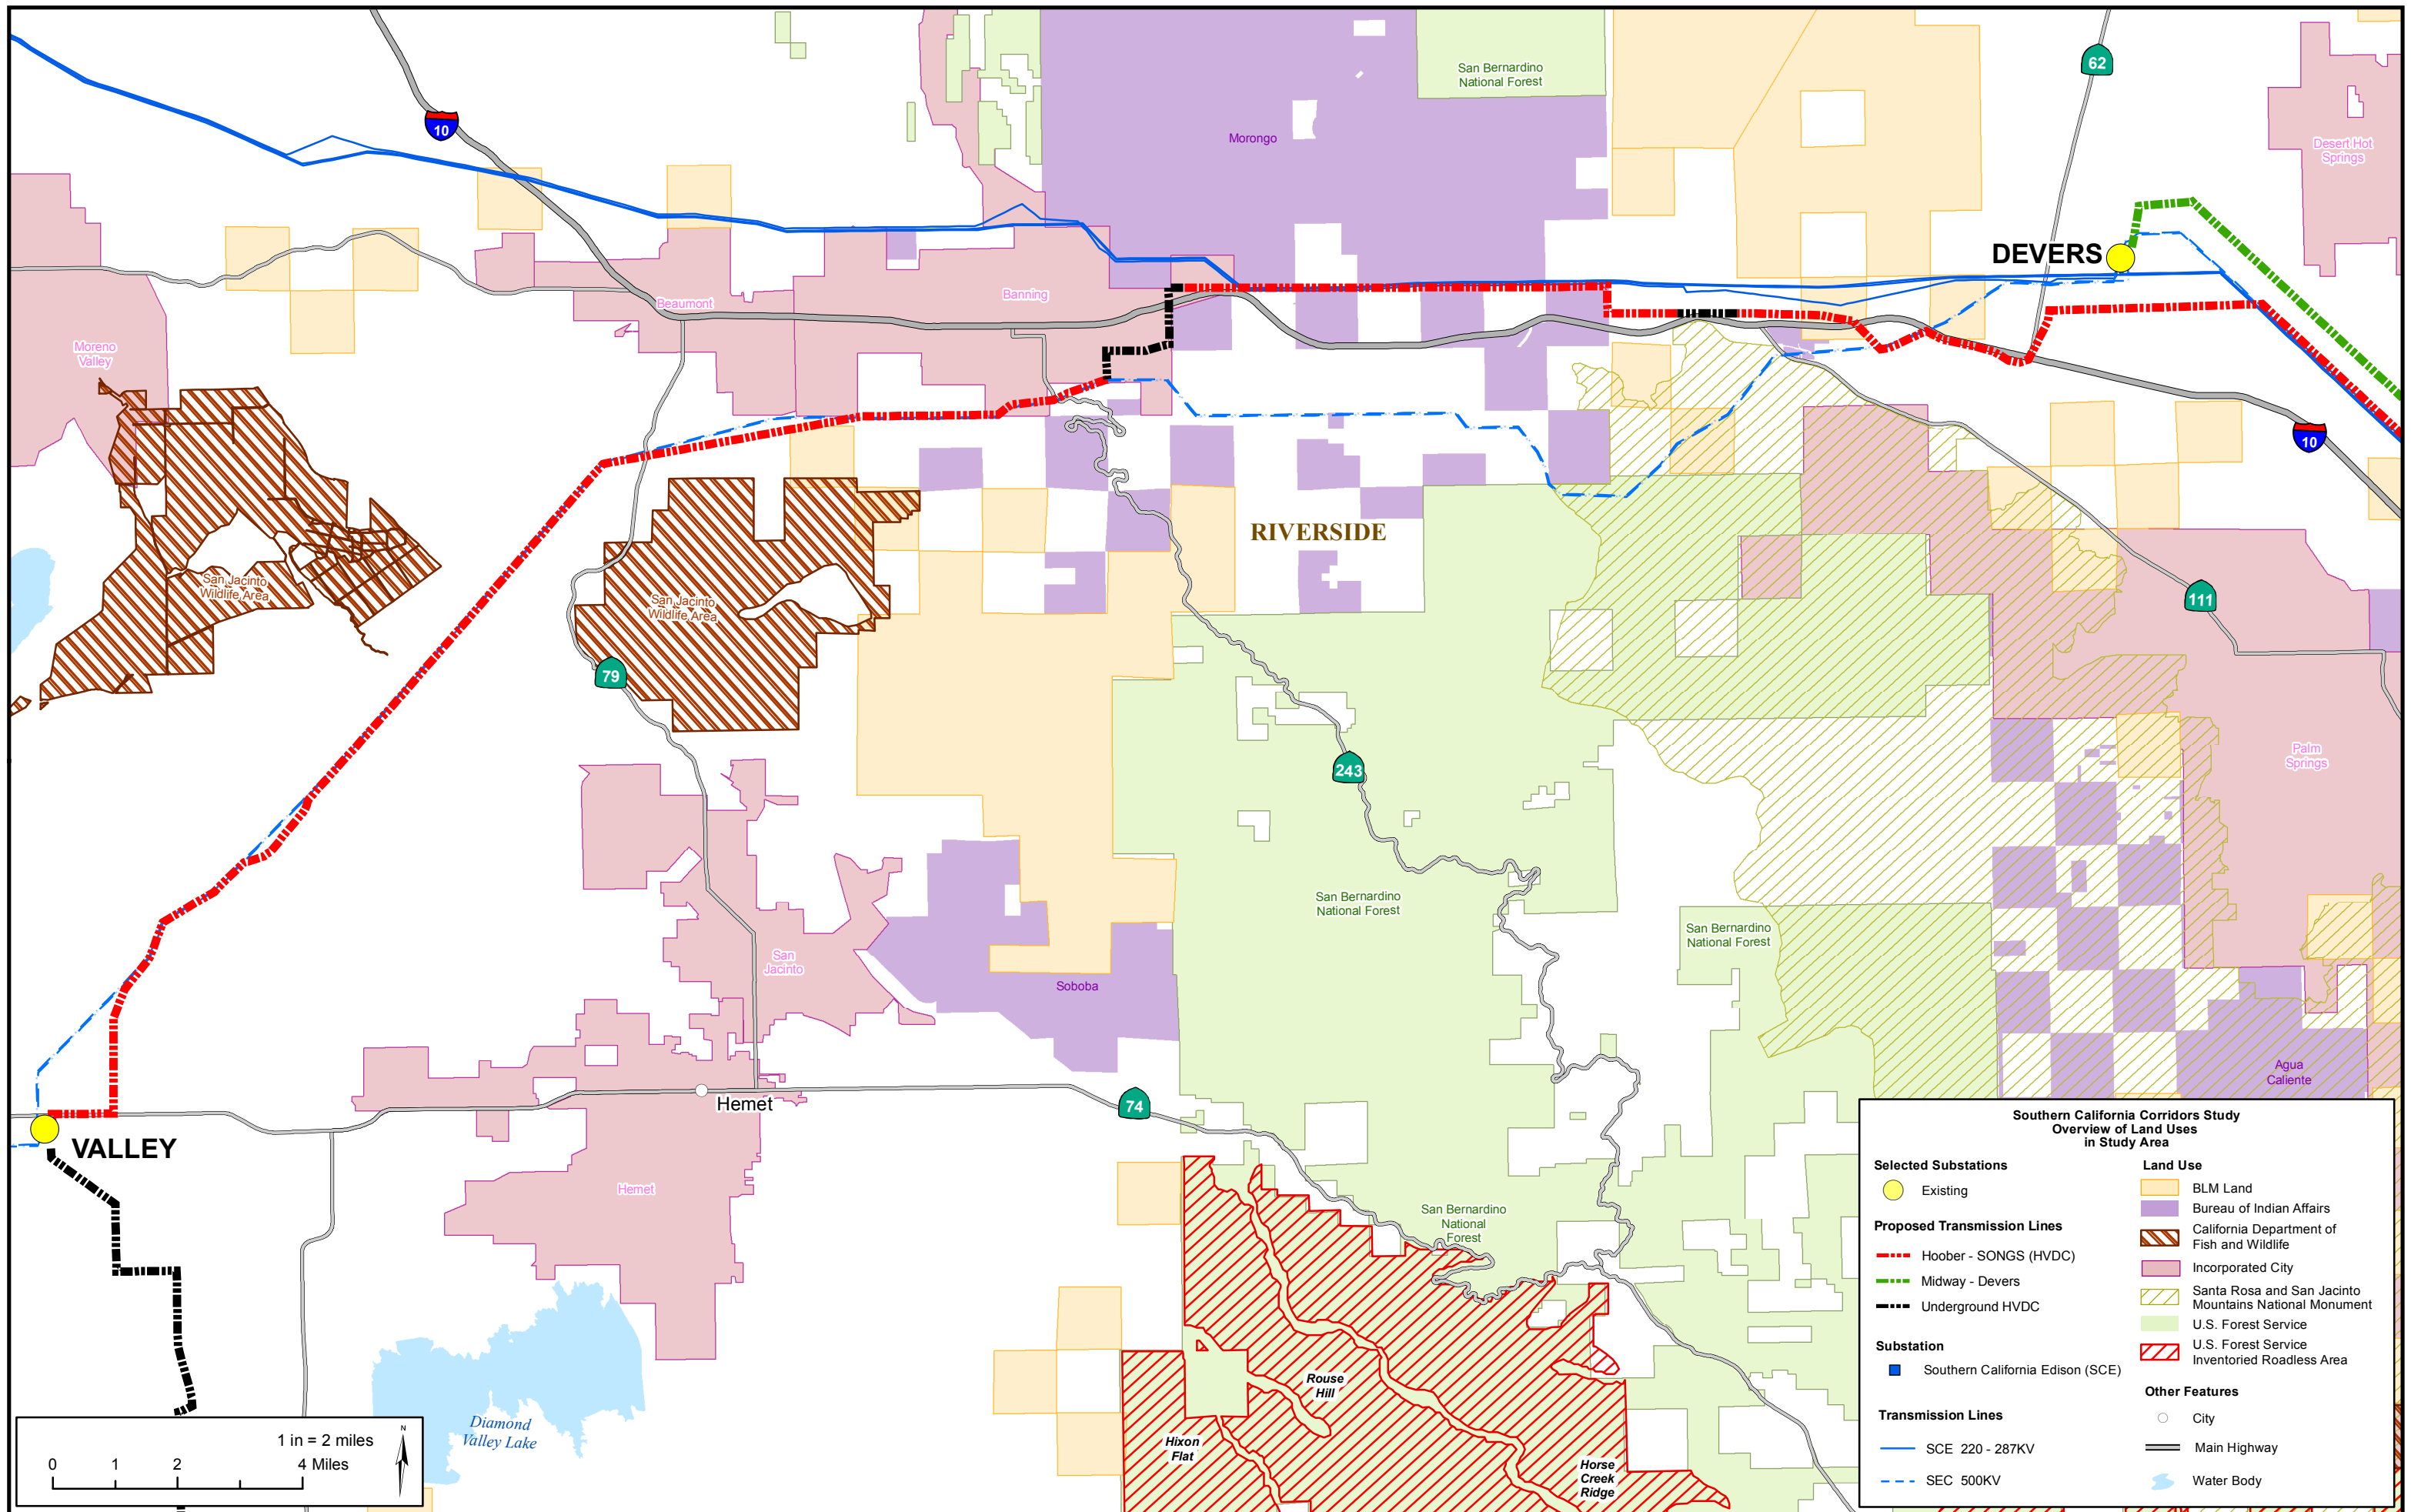 10
San Bernardino
National Forest
62
Morongo
Desert Hot
Springs
DEVERS
Beaumont
Banning
Moreno
Valley
10
RIVERSIDE
San Jacinto
Wildlife Area
San Jacinto
Wildlife Area
111
79
243
Palm
Springs
San Bernardino
National Forest
San Bernardino
National Forest
San
Jacinto
Soboba
Agua
Caliente
Hemet
74
VALLEY
Hemet
San Bernardino
National
Forest
Rouse
Hill
Hixon
Flat
Horse
Creek
Ridge
Diamond
Valley Lake
1 in = 2 miles
N
0 1 2 4 Miles
Southern California Corridors Study
Overview of Land Uses
in Study Area
Selected Substations
Existing
Proposed Transmission Lines
Hoober - SONGS (HVDC)
Midway - Devers
Underground HVDC
Substation
Southern California Edison (SCE)
Transmission Lines
SCE 220 - 287KV
SEC 500KV
Land Use
BLM Land
Bureau of Indian Affairs
California Department of
Fish and Wildlife
Incorporated City
Santa Rosa and San Jacinto
Mountains National Monument
U.S. Forest Service
U.S. Forest Service
Inventoried Roadless Area
Other Features
City
Main Highway
Water Body